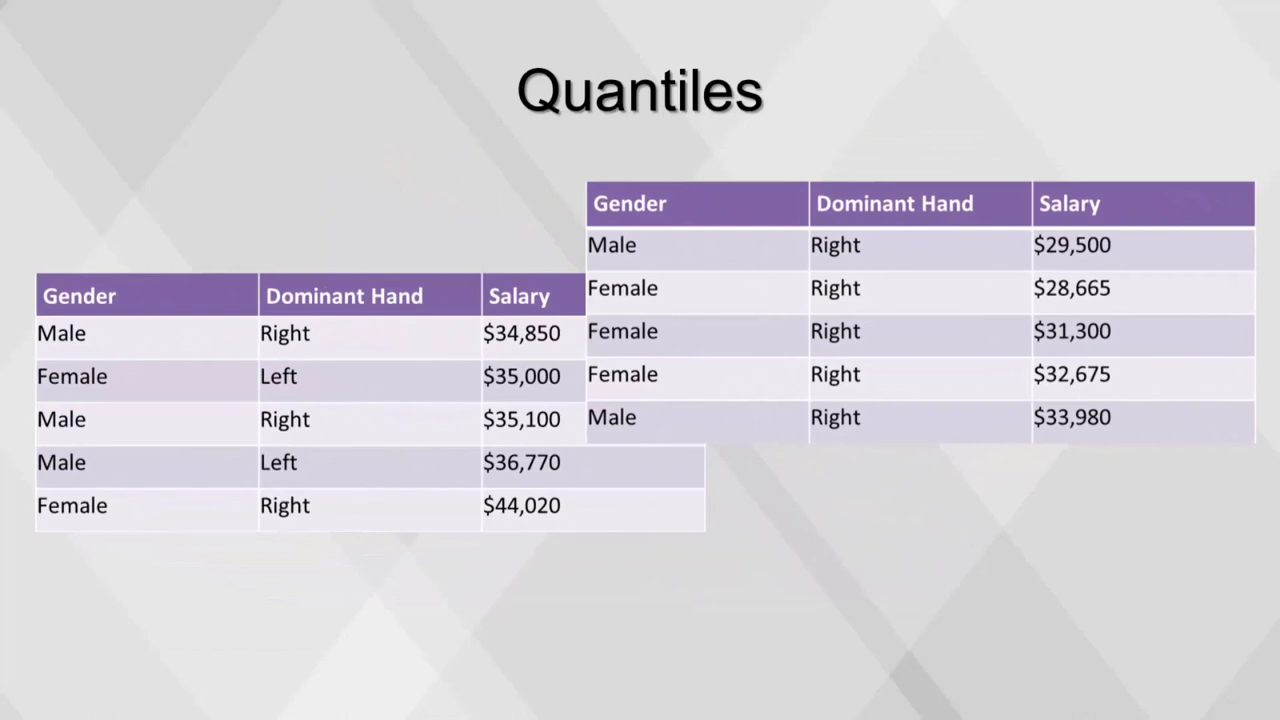 Quantiles
Gender Dominant Hand Salary
Male Right $34,850
Female Left $35,000
Male Right $35,100
Male Left $36,770
Female Right $44,020
Gender Dominant Hand Salary
Male Right $29,500
Female Right $28,665
Female Right $31,300
Female Right $32,675
Male Right $33,980